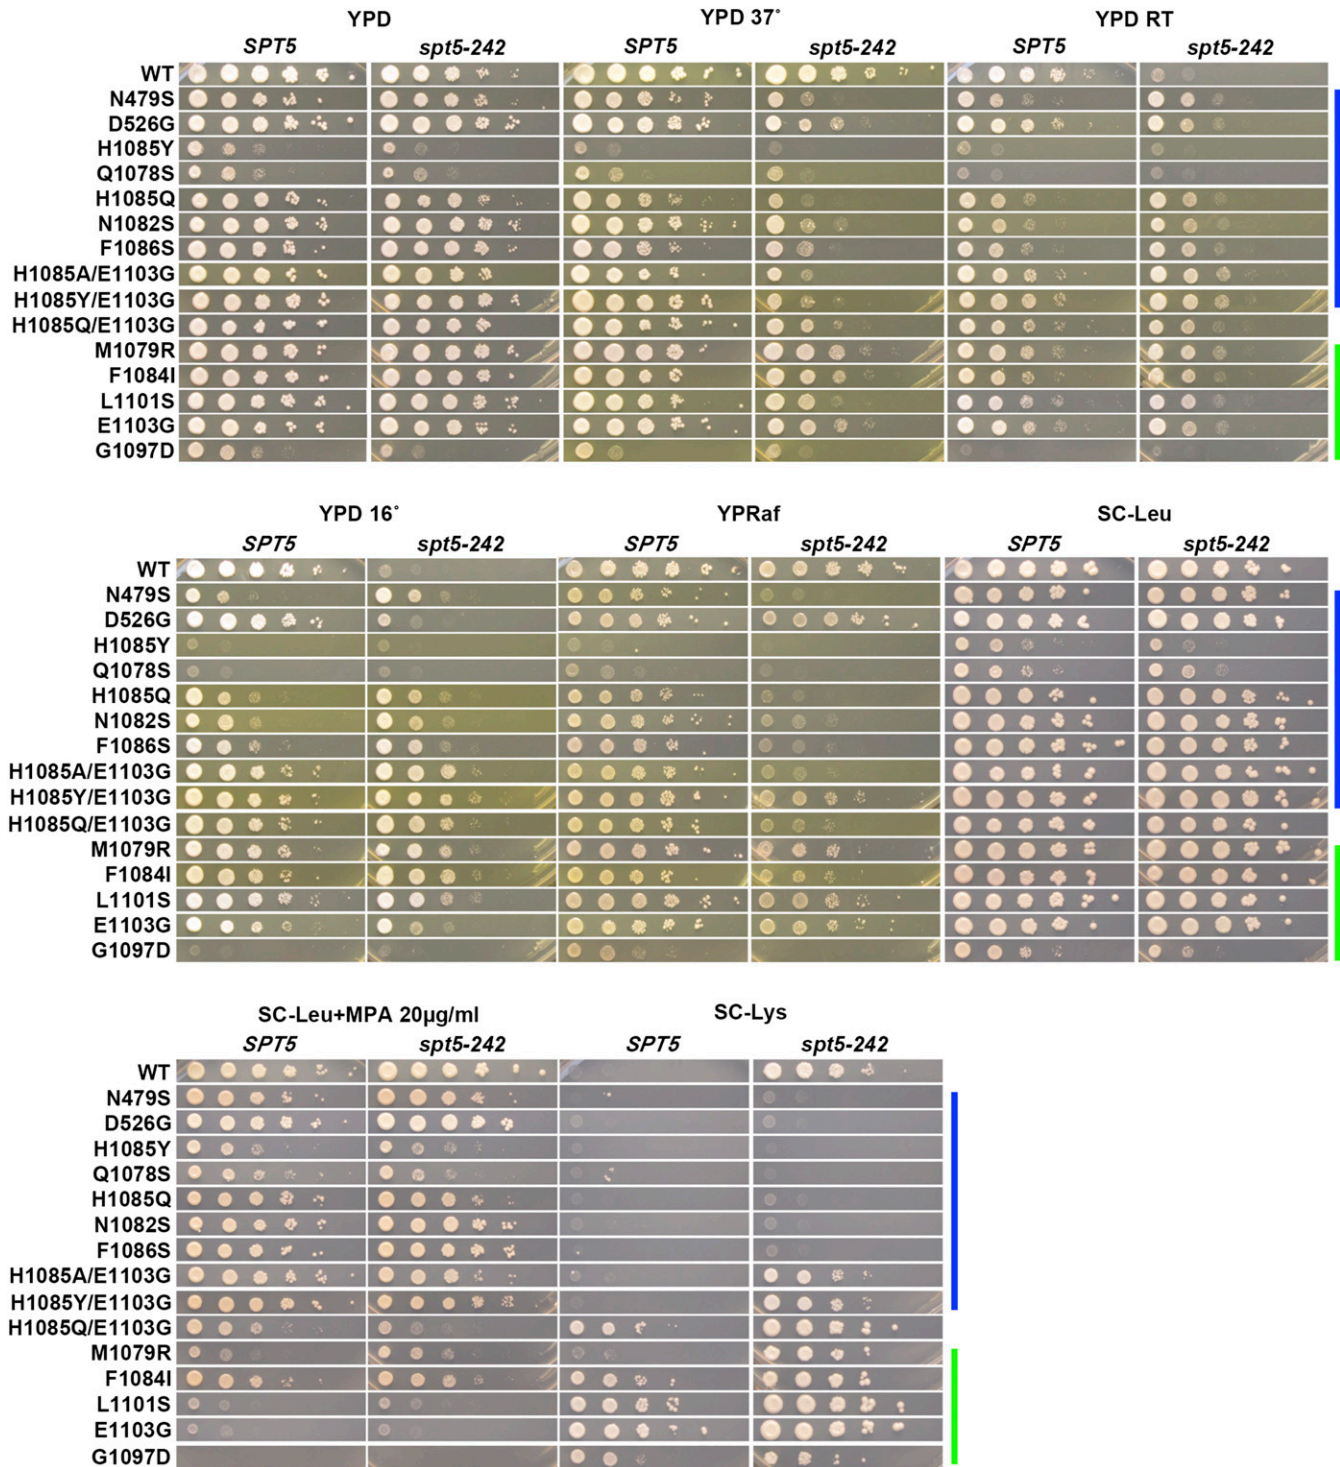 YPD YPD 37˚ YPD RT
SPT5 spt5-242 SPT5 spt5-242 SPT5 spt5-242
WT
N479S
D526G
H1085Y
Q1078S
H1085Q
N1082S
F1086S
H1085A/E1103G
H1085Y/E1103G
H1085Q/E1103G
M1079R
F1084I
L1101S
E1103G
G1097D
YPD 16˚ YPRaf SC-Leu
SPT5 spt5-242 SPT5 spt5-242 SPT5 spt5-242
WT
N479S
D526G
H1085Y
Q1078S
H1085Q
N1082S
F1086S
H1085A/E1103G
H1085Y/E1103G
H1085Q/E1103G
M1079R
F1084I
L1101S
E1103G
G1097D
SC-Leu+MPA 20µg/ml SC-Lys
SPT5 spt5-242 SPT5 spt5-242
WT
N479S
D526G
H1085Y
Q1078S
H1085Q
N1082S
F1086S
H1085A/E1103G
H1085Y/E1103G
H1085Q/E1103G
M1079R
F1084I
L1101S
E1103G
G1097D